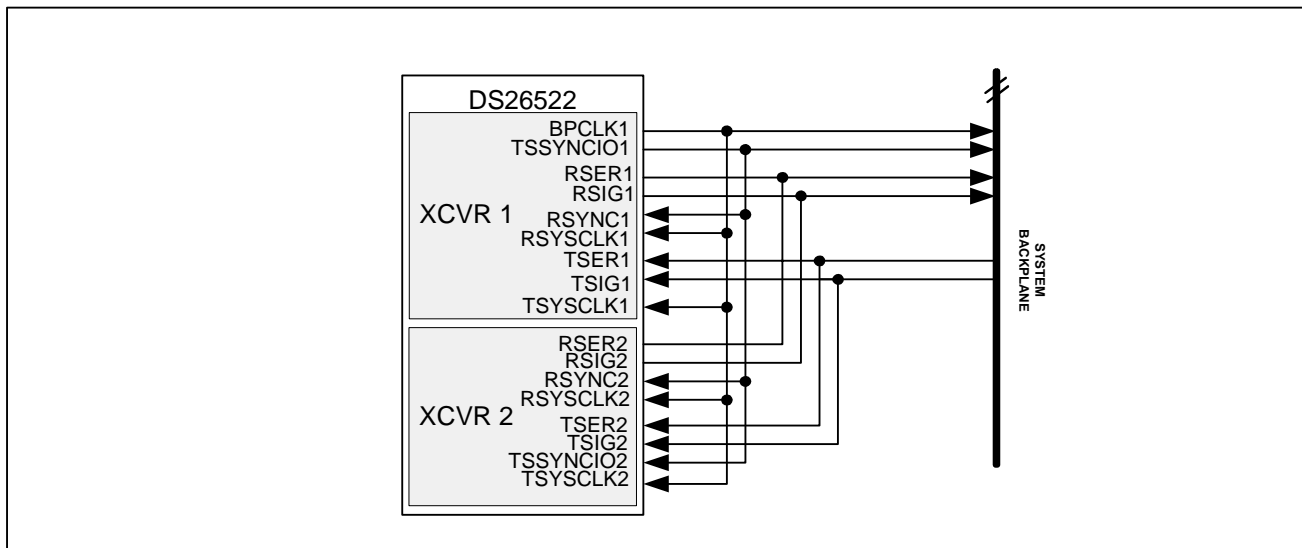 DS26522
BPCLK1
TSSYNCIO1
RSER1
RSIG1
XCVR 1
RSYNC1
RSYSCLK1
TSER1
TSIG1
TSYSCLK1
RSER2
RSIG2
RSYNC2
RSYSCLK2
XCVR 2
TSER2
TSIG2
TSSYNCIO2
TSYSCLK2
SYSTEM
BACKPLANE